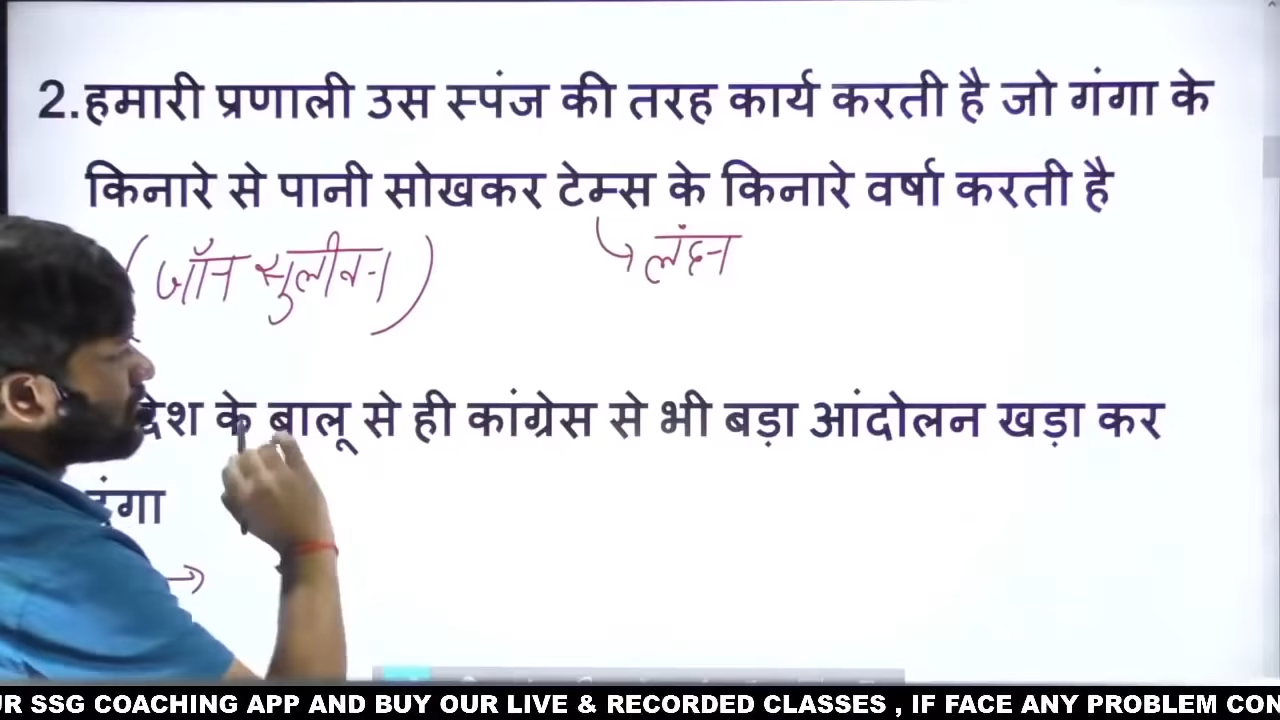 2.हमारी प्रणाली उस स्पंज की तरह कार्य करती है जो गंगा के
किनारे से पानी सोखकर टेम्स के किनारे वर्षा करती है
(जॉन सुलीवन)
↳ लंदन
देश के बालू से ही कांग्रेस से भी बड़ा आंदोलन खड़ा कर
→
UR SSG COACHING APP AND BUY OUR LIVE & RECORDED CLASSES , IF FACE ANY PROBLEM CON